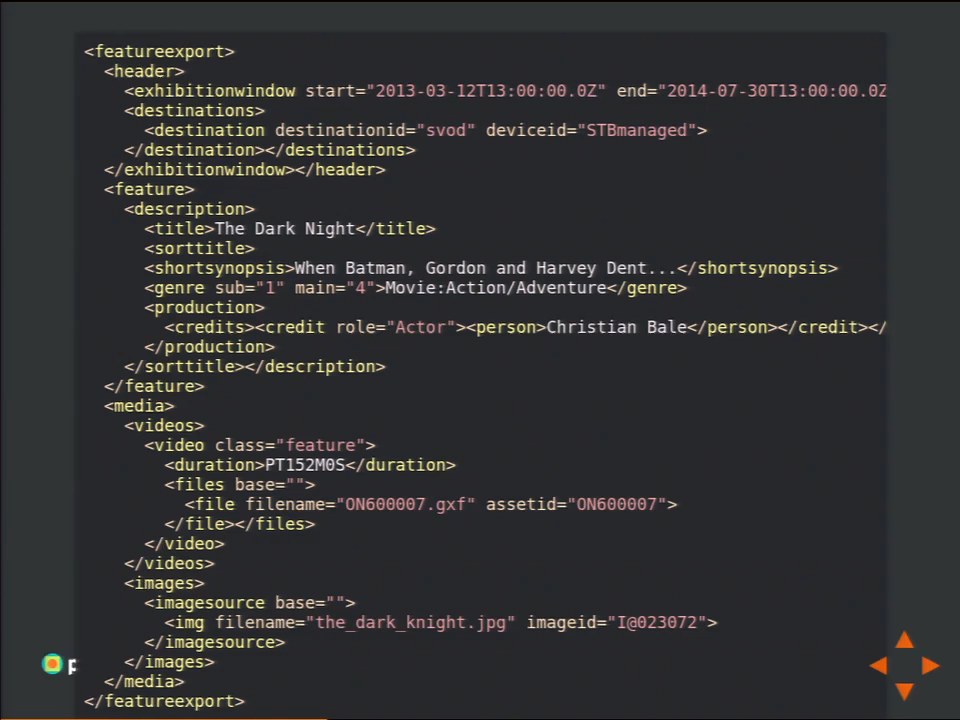 <featureexport>
<header>
<exhibitionwindow start="2013-03-12T13:00:00.0Z" end="2014-07-30T13:00:00.0Z
<destinations>
<destination destinationid="svod" deviceid="STBmanaged">
</destination></destinations>
</exhibitionwindow></header>
<feature>
<description>
<title>The Dark Night</title>
<sorttitle>
<shortsynopsis>When Batman, Gordon and Harvey Dent...</shortsynopsis>
<genre sub="1" main="4">Movie:Action/Adventure</genre>
<production>
<credits><credit role="Actor"><person>Christian Bale</person></credit></
</production>
</sorttitle></description>
</feature>
<media>
<videos>
<video class="feature">
<duration>PT152M0S</duration>
<files base="">
<file filename="ON600007.gxf" assetid="ON600007">
</file></files>
</video>
</videos>
<images>
<imagesource base="">
<img filename="the_dark_knight.jpg" imageid="I@023072">
</imagesource>
</images>
</media>
</featureexport>